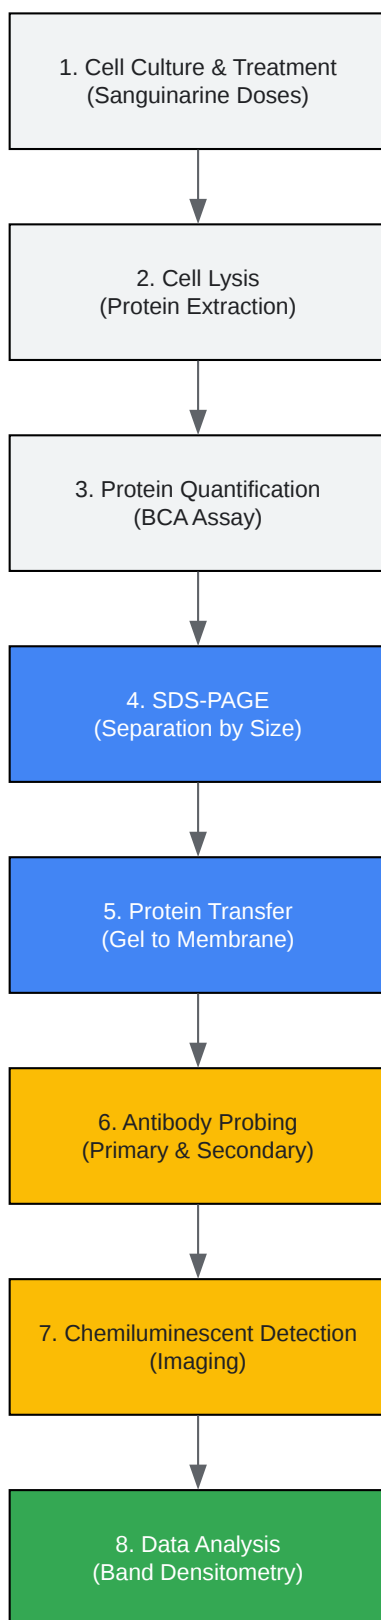 1. Cell Culture & Treatment
(Sanguinarine Doses)
2. Cell Lysis
(Protein Extraction)
3. Protein Quantification
(BCA Assay)
4. SDS-PAGE
(Separation by Size)
5. Protein Transfer
(Gel to Membrane)
6. Antibody Probing
(Primary & Secondary)
7. Chemiluminescent Detection
(Imaging)
8. Data Analysis
(Band Densitometry)